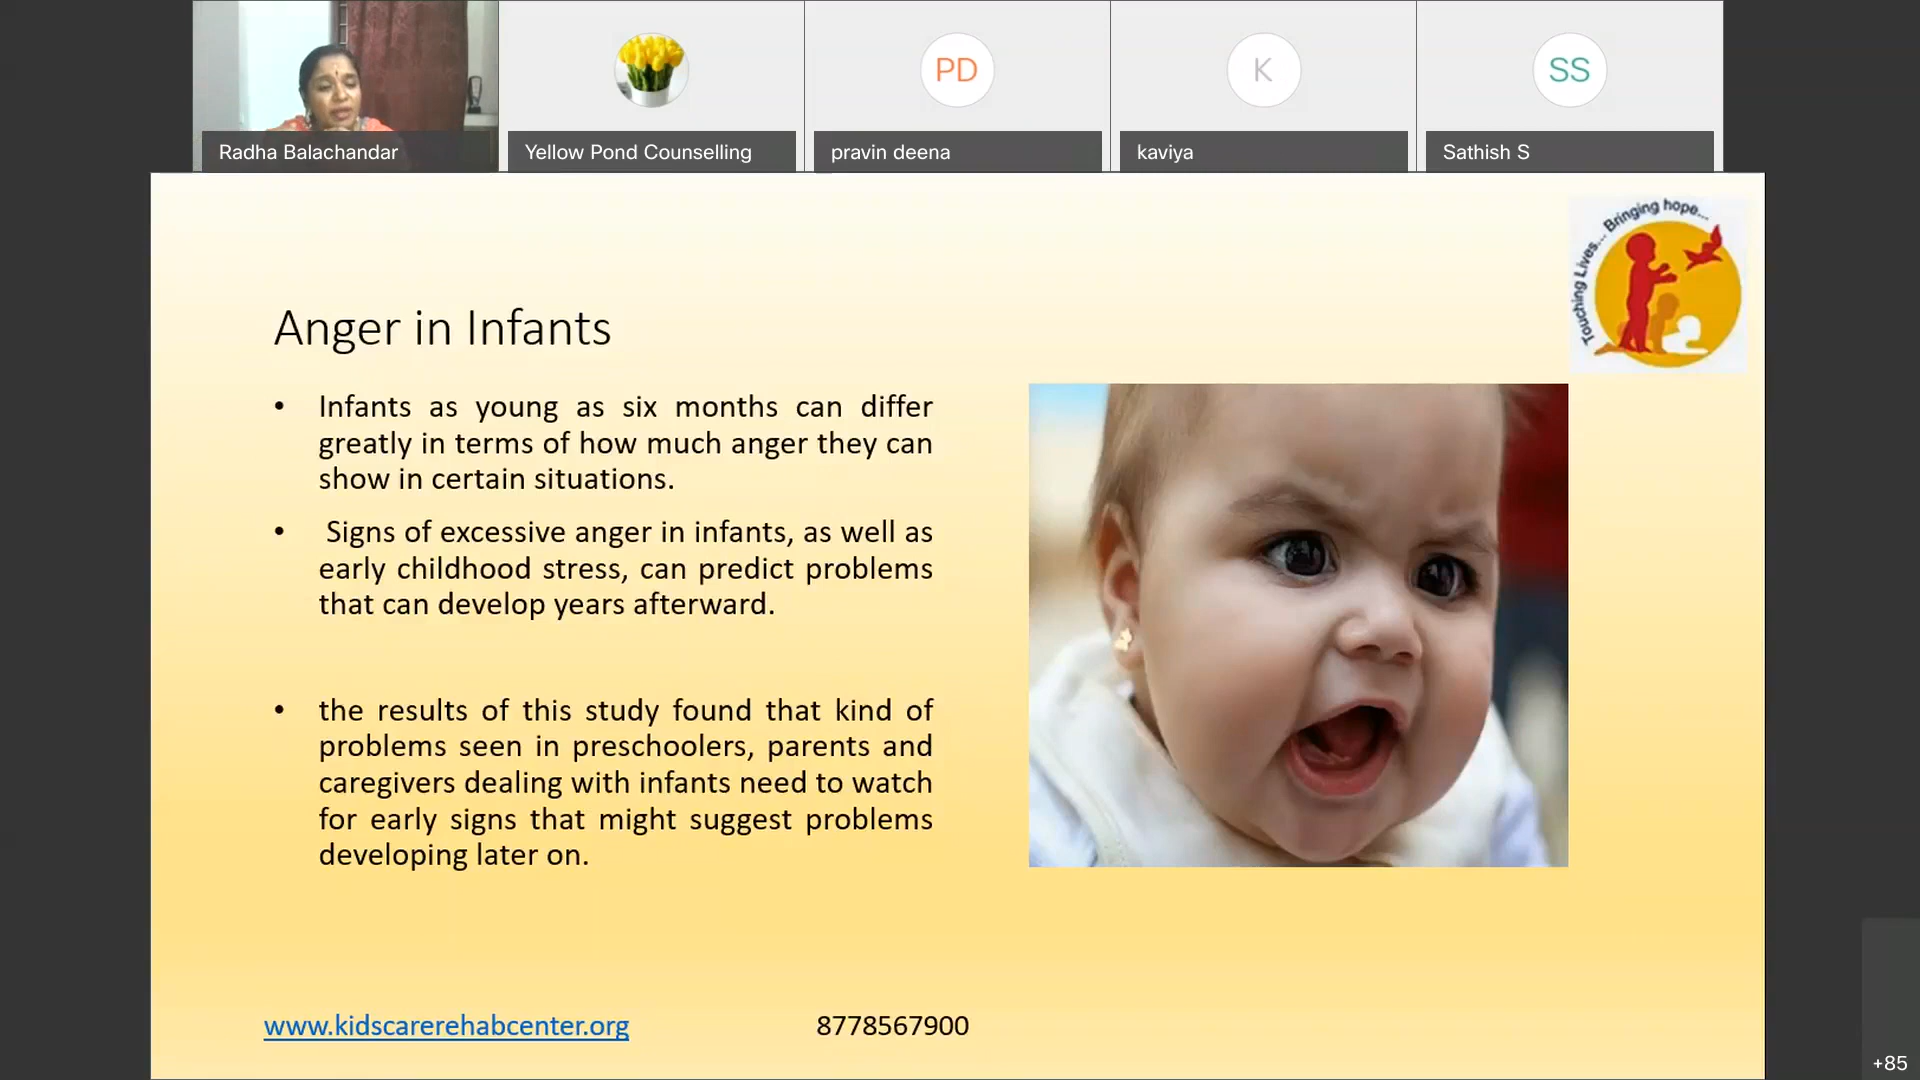 PD
K
SS
Radha Balachandar
Yellow Pond Counselling
pravin deena
kaviya
Sathish S
Touching Lives... Bringing hope...
Anger in Infants
• Infants as young as six months can differ
greatly in terms of how much anger they can
show in certain situations.
• Signs of excessive anger in infants, as well as
early childhood stress, can predict problems
that can develop years afterward.
• the results of this study found that kind of
problems seen in preschoolers, parents and
caregivers dealing with infants need to watch
for early signs that might suggest problems
developing later on.
www.kidscarerehabcenter.org
8778567900
+85